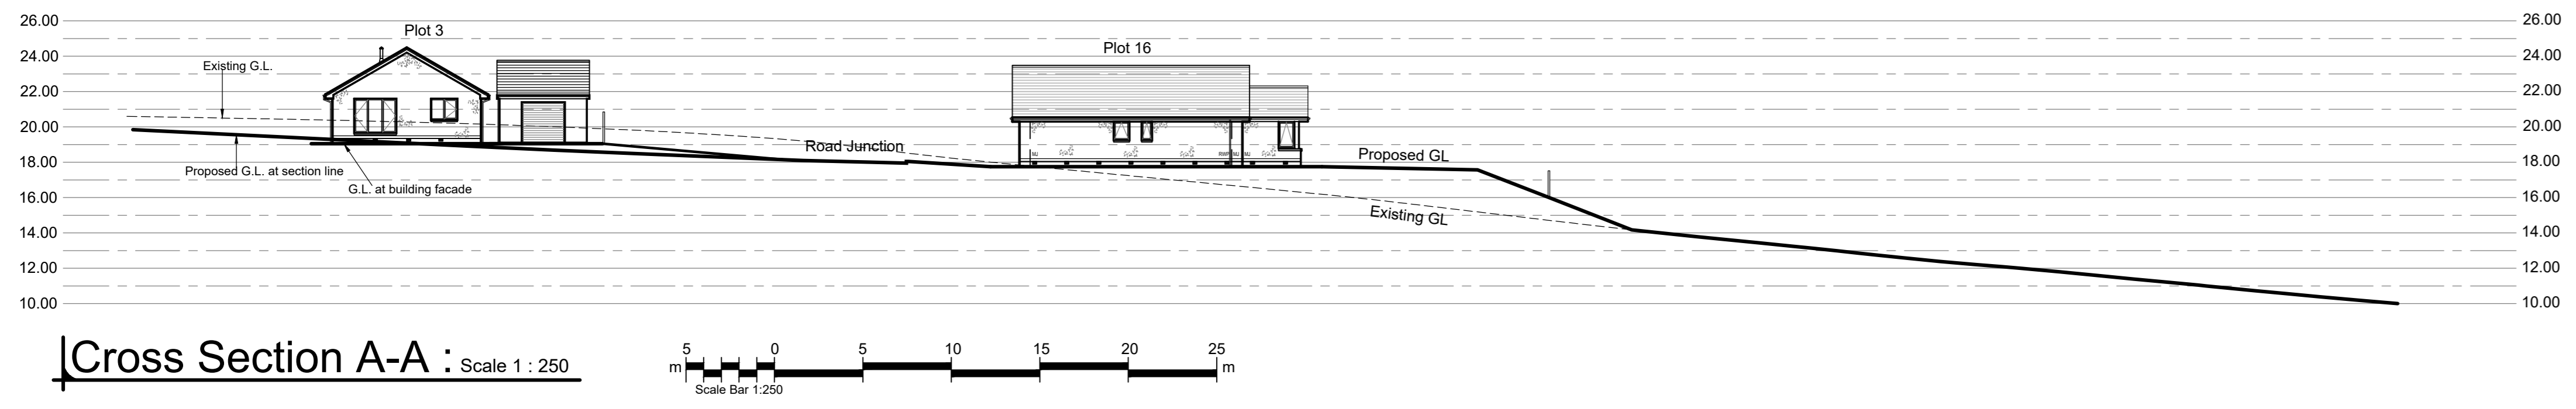 26.00
26.00
Plot 3
Plot 16
24.00
24.00
Existing G.L.
22.00
22.00
20.00
20.00
Road Junction
Proposed GL
18.00
18.00
Proposed G.L. at section line
G.L. at building facade
16.00
16.00
Existing GL
14.00
14.00
12.00
12.00
10.00
10.00
Cross Section A-A : Scale 1 : 250
5 0 5 10 15 20 25
m m
Scale Bar 1:250